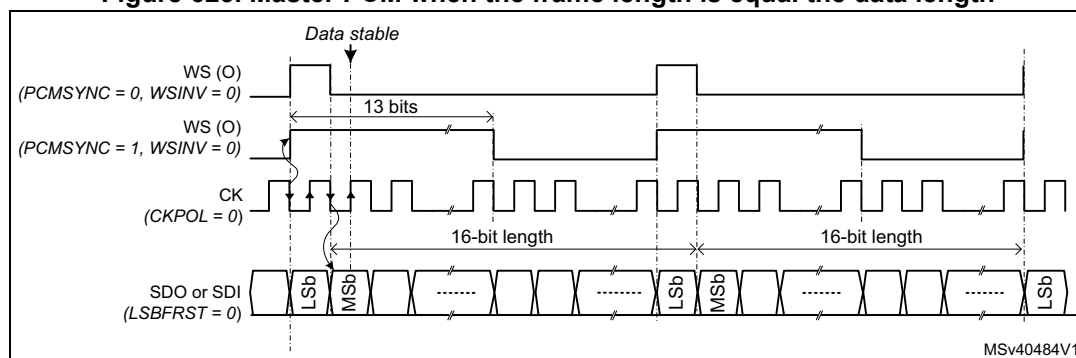 Figure Master PCM when the frame length is equal the data length
Data stable
WS (O)
(PCMSYNC = 0, WSINV = 0)
13 bits
WS (O)
(PCMSYNC = 1, WSINV = 0)
CK
(CKPOL = 0)
16-bit length
16-bit length
SDO or SDI
(LSBFRST = 0)
LSb
MSb
LSb
MSb
LSb
MSv40484V1